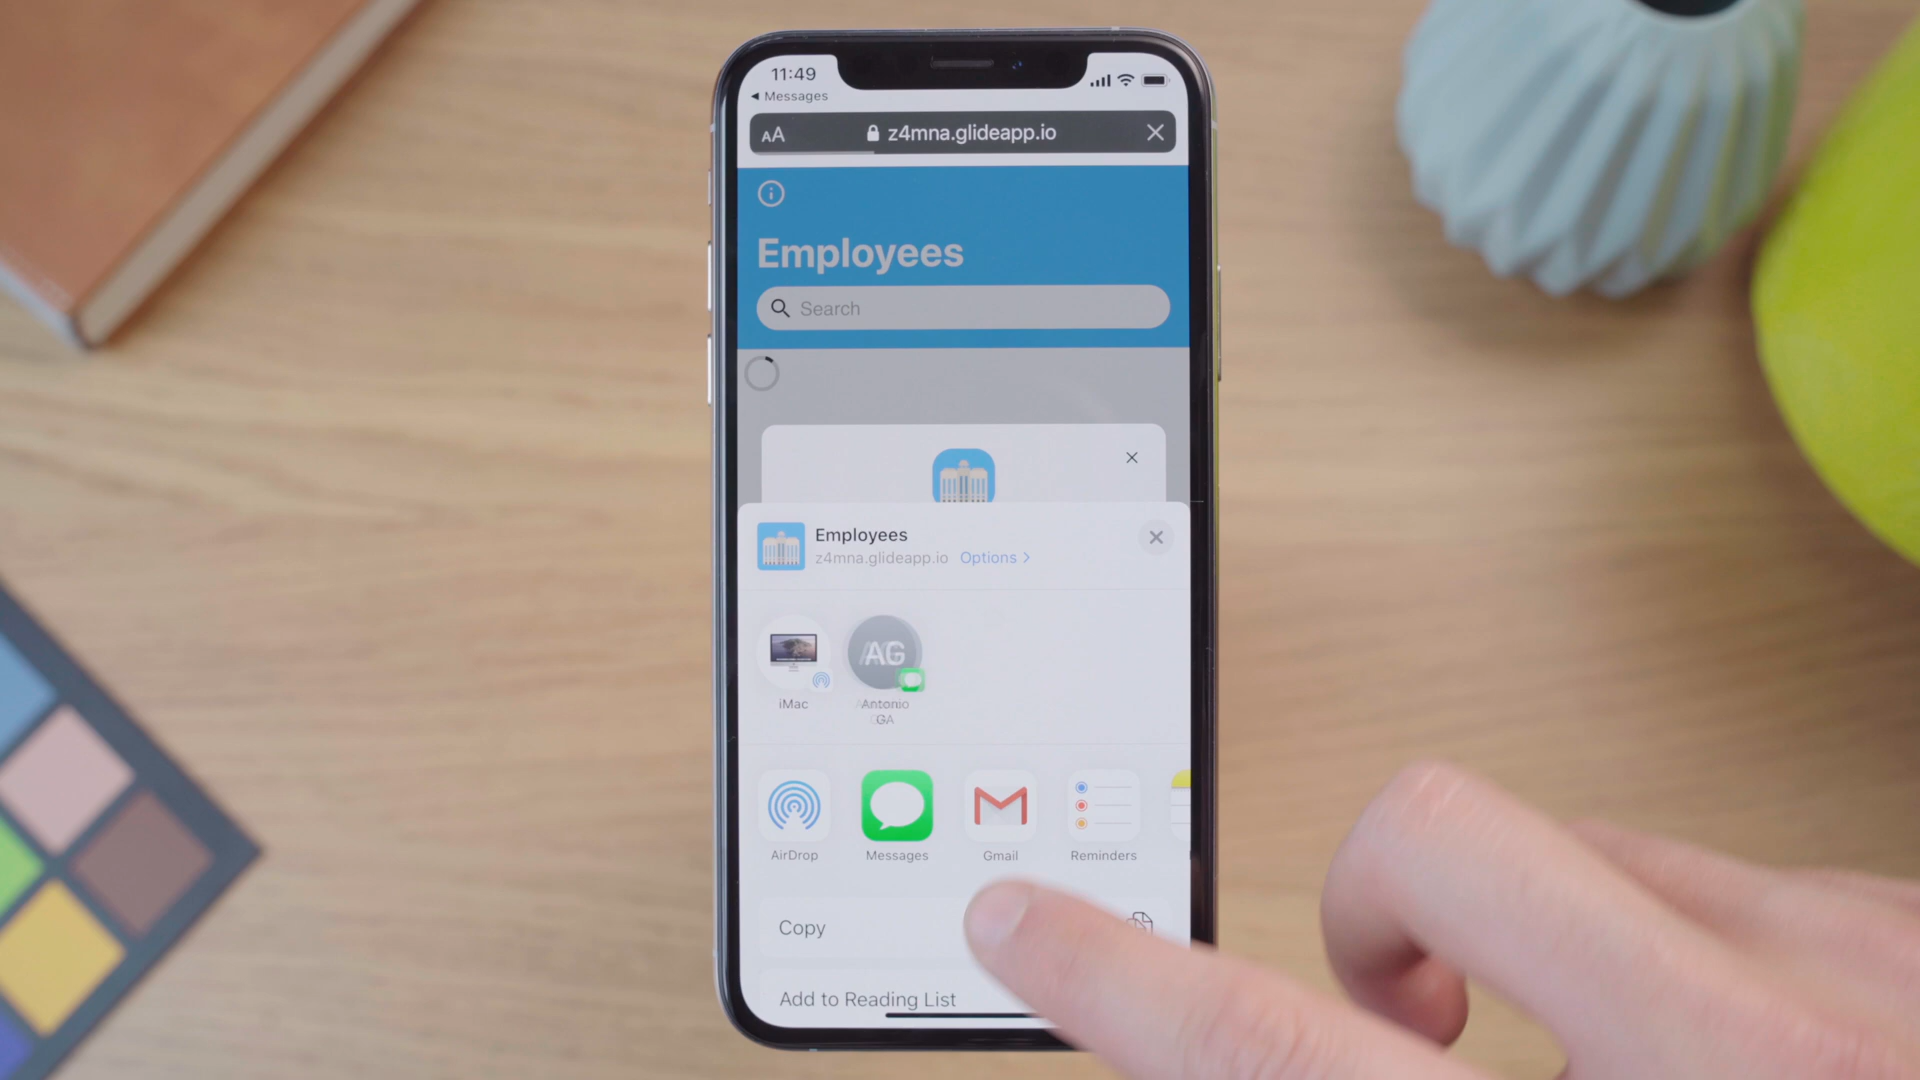 11:49
Messages
AA z4mna.glideapp.io
Employees
Search
Employees
z4mna.glideapp.io Options >
AG
iMac
Antonio
GA
AirDrop
Messages
Gmail
Reminders
Copy
Add to Reading List